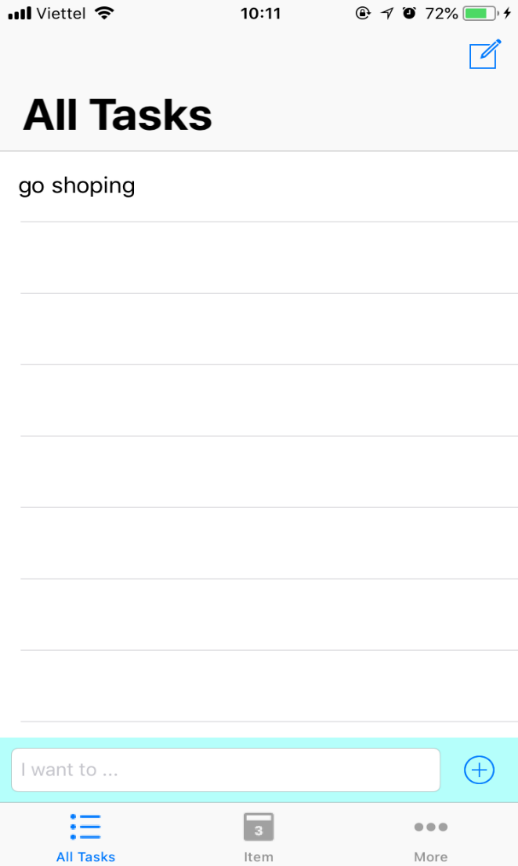 Viettel 10:11 72%
All Tasks
go shoping
I want to ...
3
All Tasks Item More